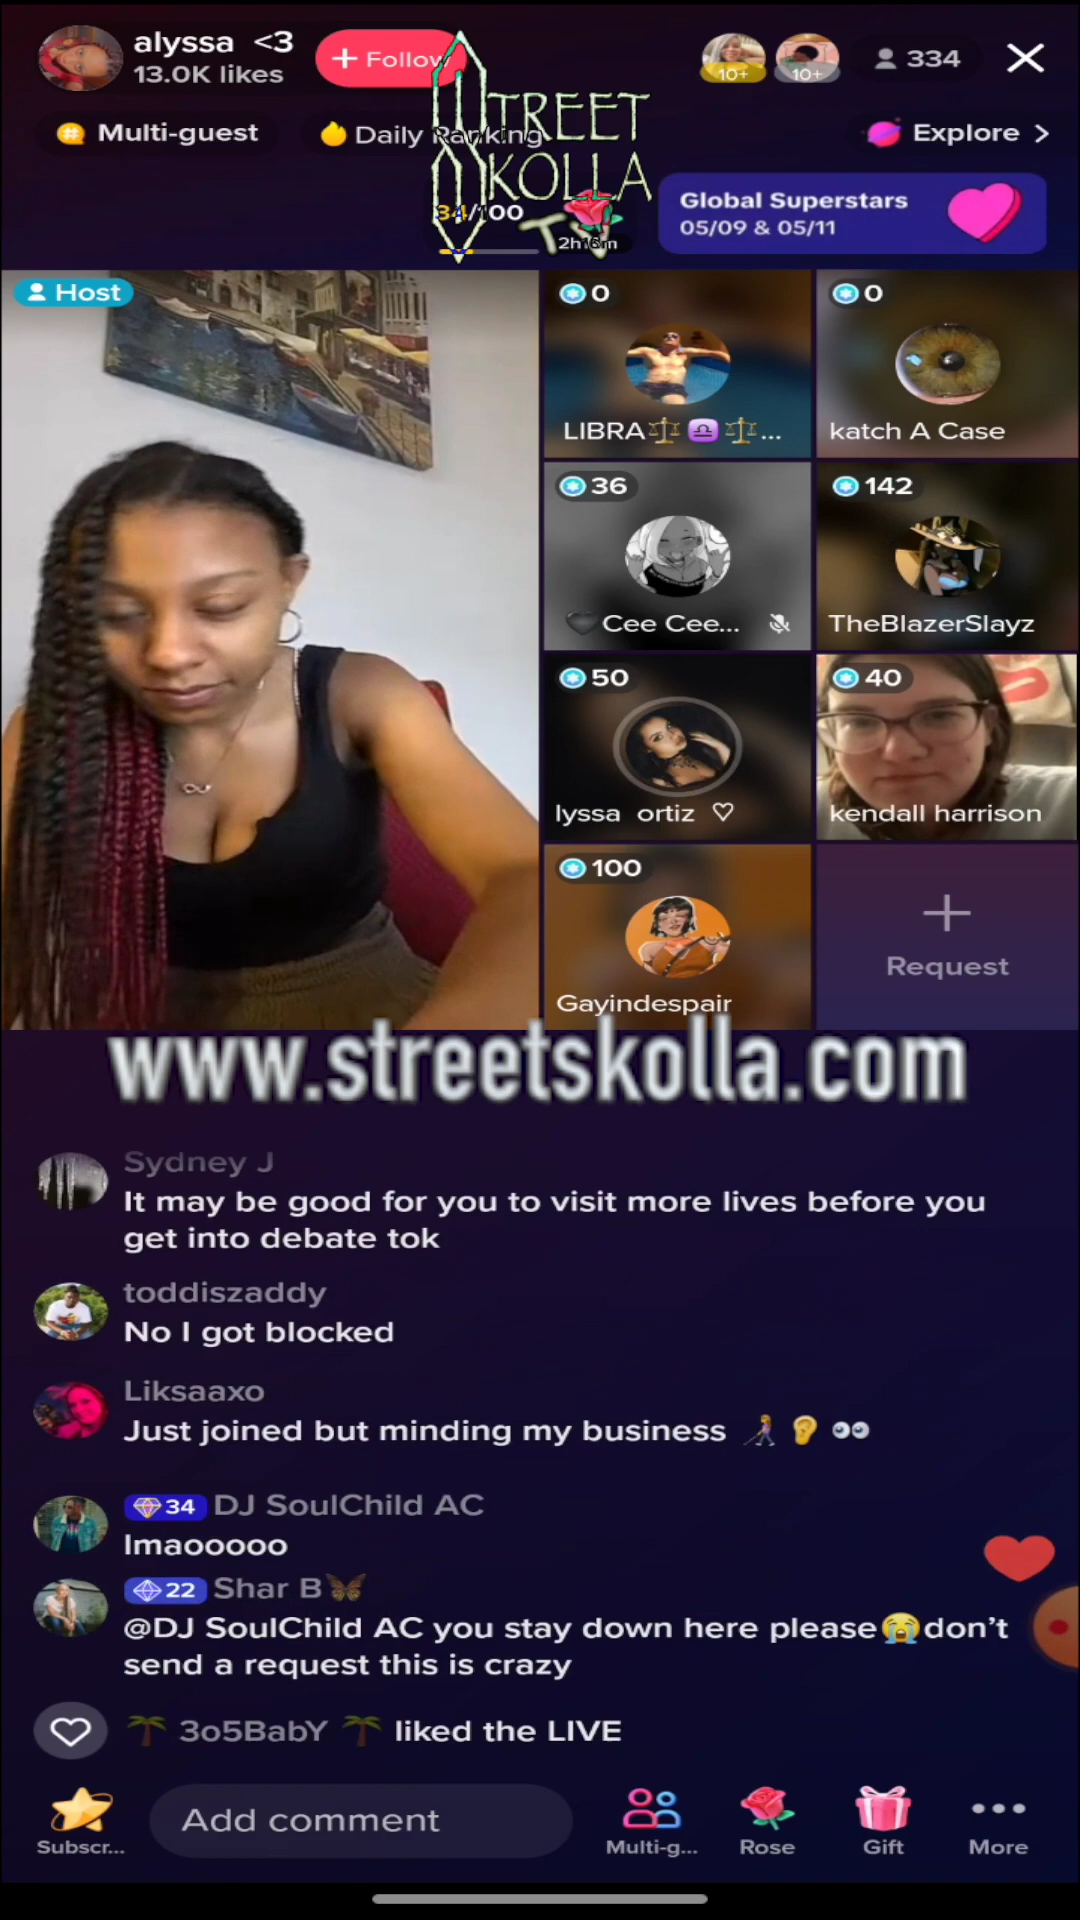 alyssa <3
13.0K likes
+ Follow
10+
10+
334
Multi-guest
Daily Ranking
Explore >
STREET
SKOLLA
TV
34/100
2h16m
Global Superstars
05/09 & 05/11
Host
0
LIBRA⚖️♎⚖️...
0
katch A Case
36
🖤Cee Cee...
142
TheBlazerSlayz
50
lyssa ortiz ♡
40
kendall harrison
100
Gayindespair
+
Request
www.streetskolla.com
Sydney J
It may be good for you to visit more lives before you
get into debate tok
toddiszaddy
No I got blocked
Liksaaxo
Just joined but minding my business 👩‍🦯👂👀
34 DJ SoulChild AC
lmaooooo
22 Shar B🦋
@DJ SoulChild AC you stay down here please😭don't
send a request this is crazy
🌴 3o5BabY 🌴 liked the LIVE
Add comment
Subscr...
Multi-g...
Rose
Gift
More